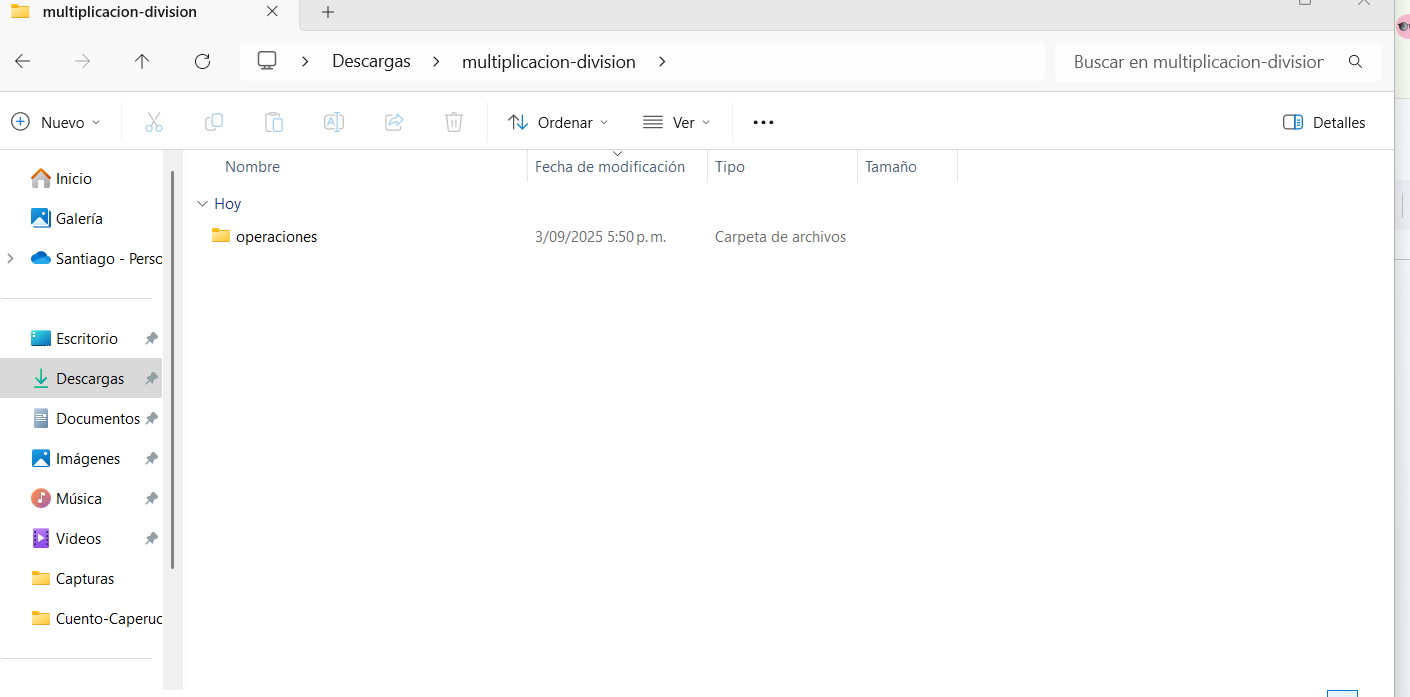 multiplicacion-division
Descargas multiplicacion-division Buscar en multiplicacion-division
Nuevo Ordenar Ver Detalles
Nombre Fecha de modificación Tipo Tamaño
Hoy
operaciones 3/09/2025 5:50 p. m. Carpeta de archivos
Inicio
Galería
Santiago - Perso
Escritorio
Descargas
Documentos
Imágenes
Música
Videos
Capturas
Cuento-Caperuc